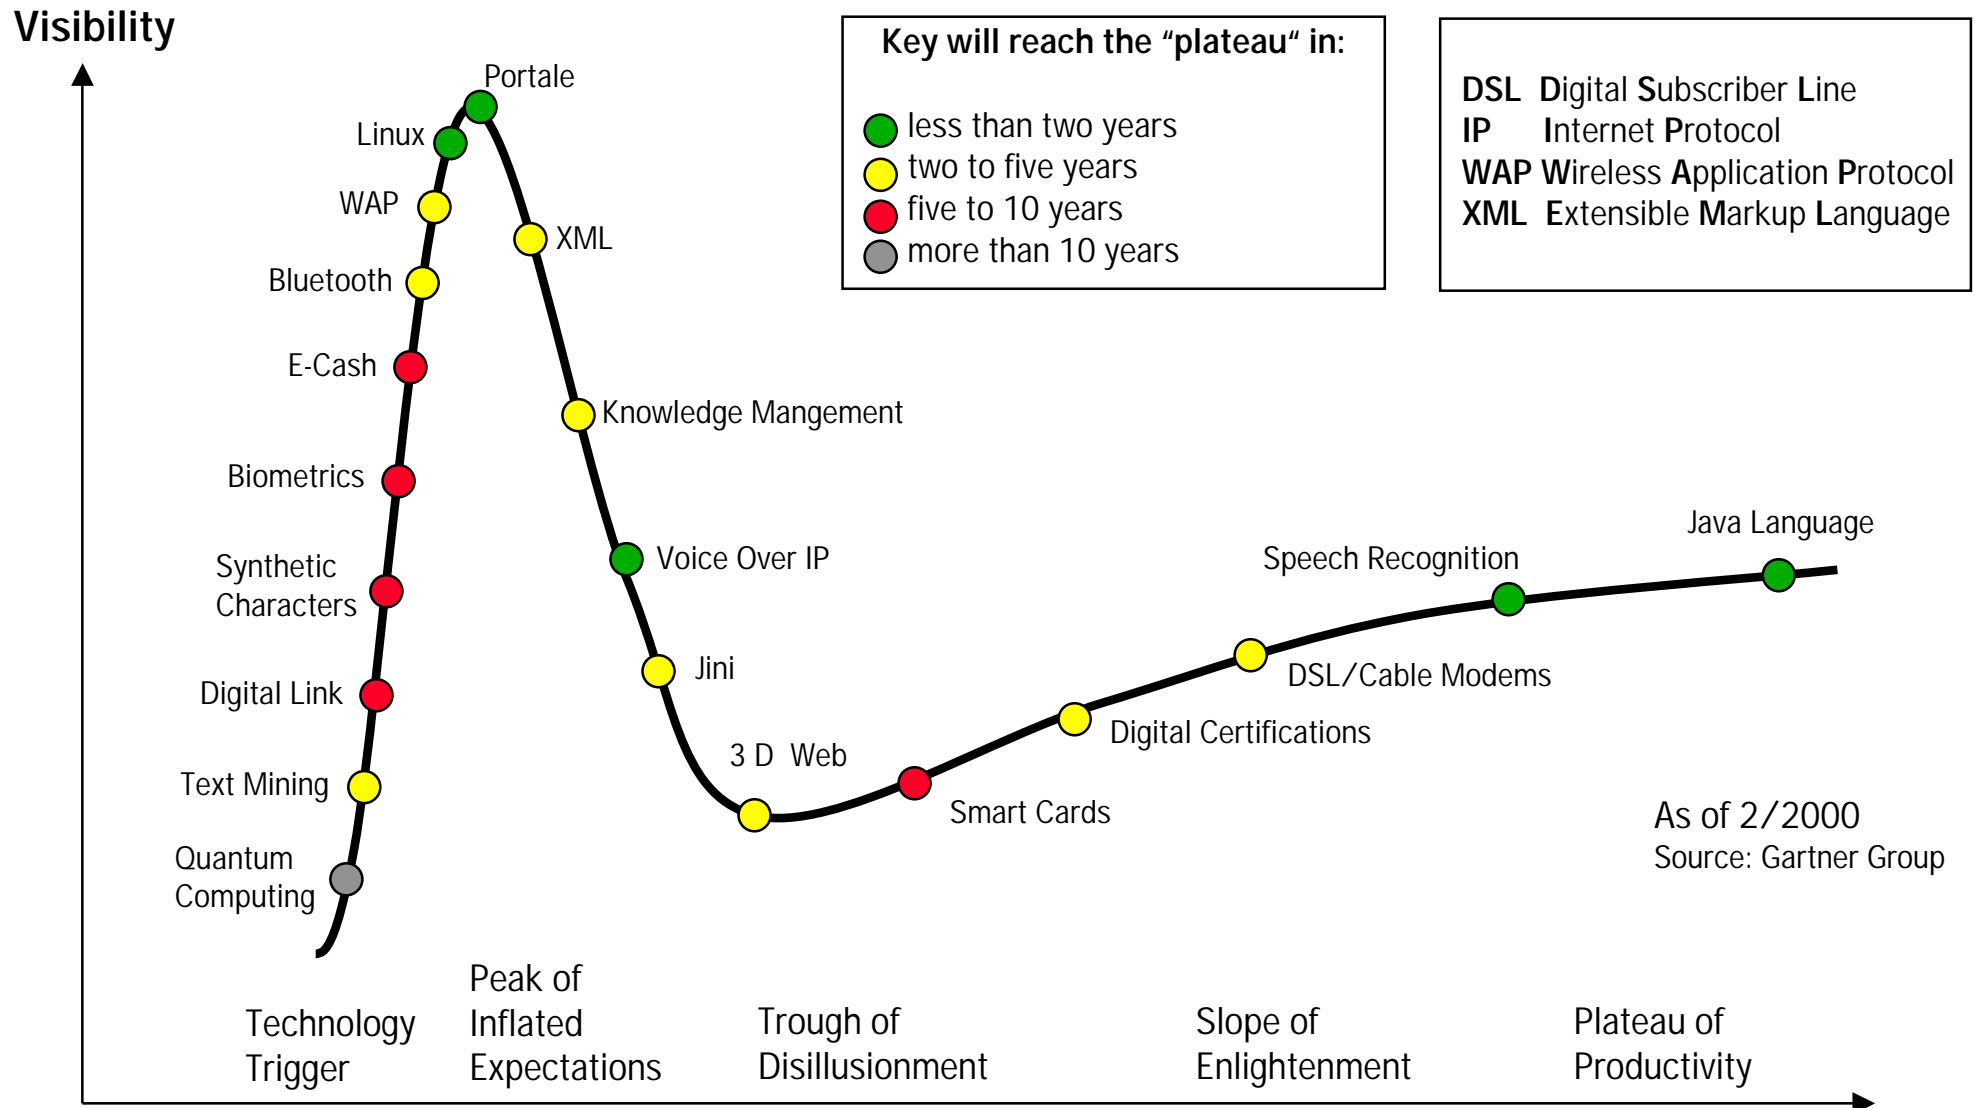 Visibility
Key will reach the “plateau“ in:
less than two years
two to five years
five to 10 years
more than 10 years
DSL Digital Subscriber Line
IP Internet Protocol
WAP Wireless Application Protocol
XML Extensible Markup Language
Portale
Linux
WAP
XML
Bluetooth
E-Cash
Knowledge Mangement
Biometrics
Voice Over IP
Synthetic
Characters
Jini
Digital Link
3 D Web
Text Mining
Quantum
Computing
Smart Cards
Digital Certifications
DSL/Cable Modems
Speech Recognition
Java Language
As of 2/2000
Source: Gartner Group
Technology
Trigger
Peak of
Inflated
Expectations
Trough of
Disillusionment
Slope of
Enlightenment
Plateau of
Productivity